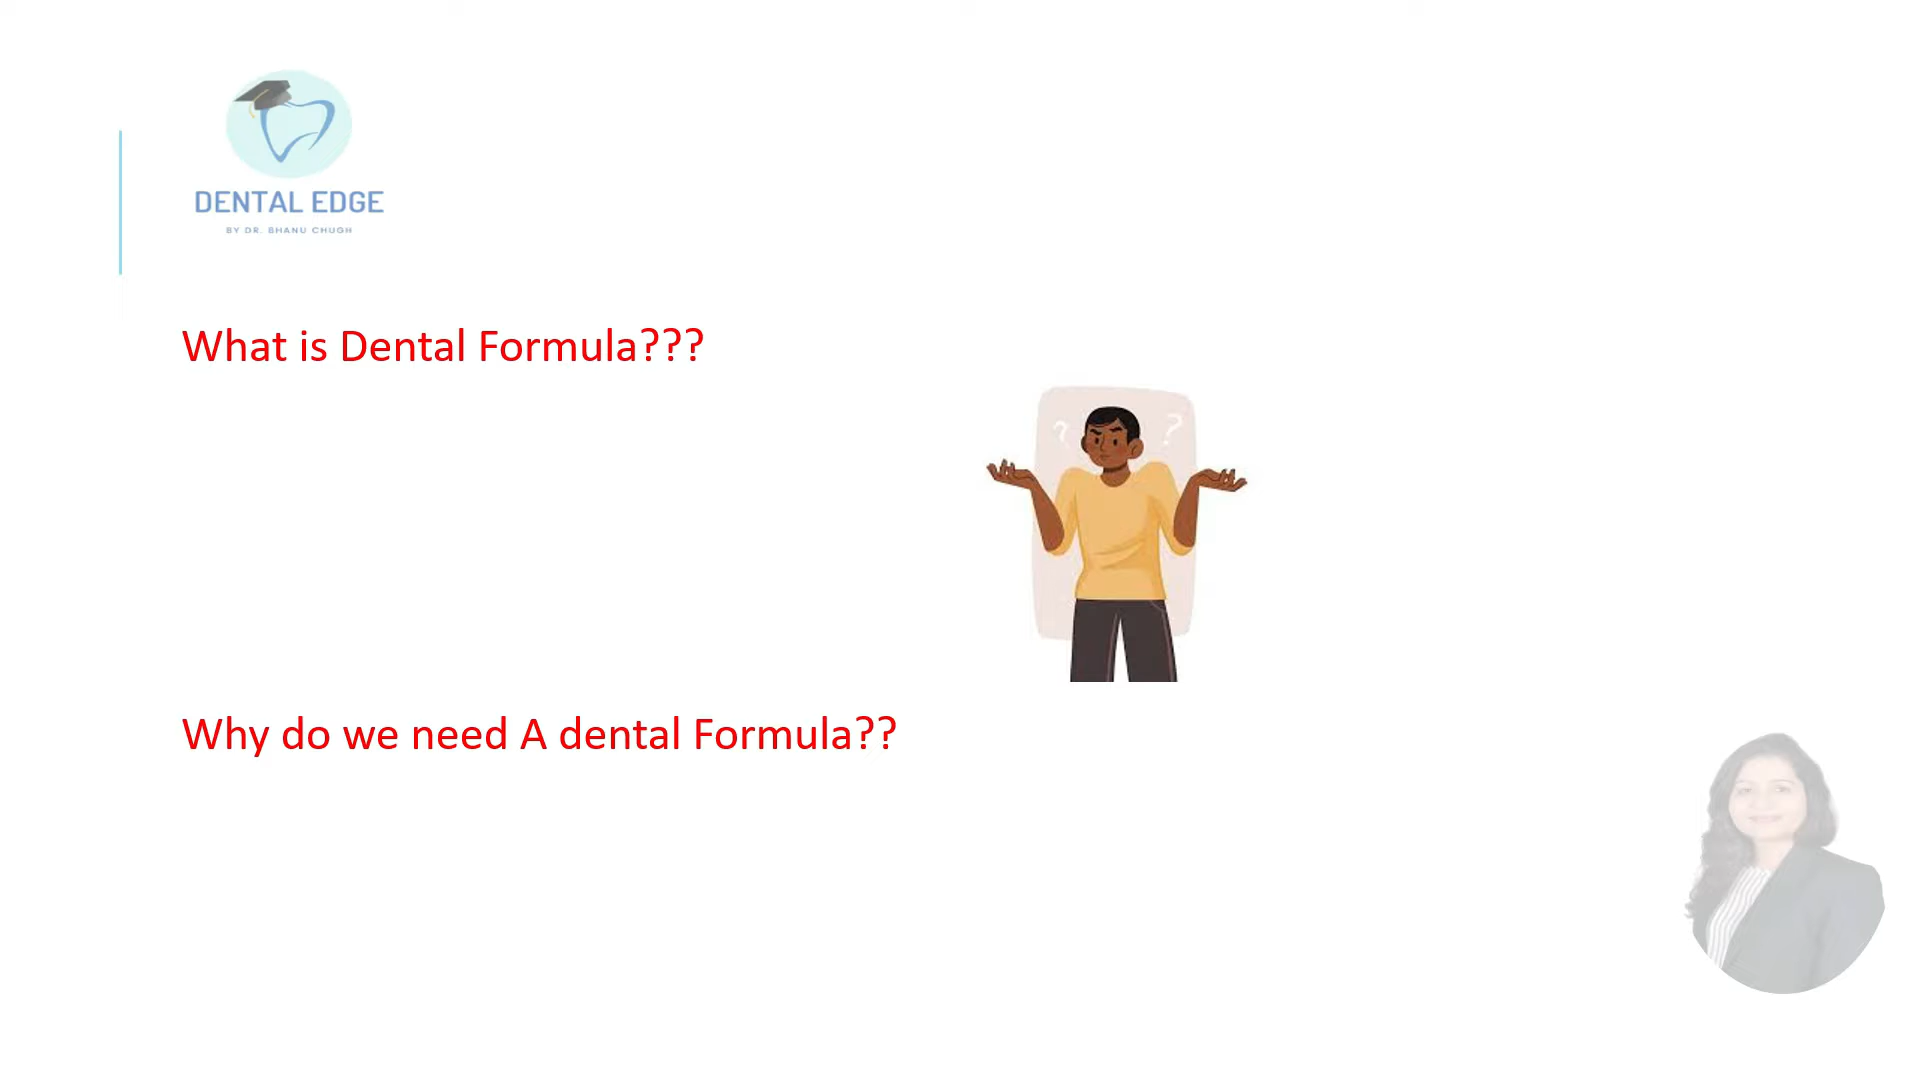 DENTAL EDGE
BY DR. BHANU CHUGH
What is Dental Formula???
? ?
Why do we need A dental Formula??